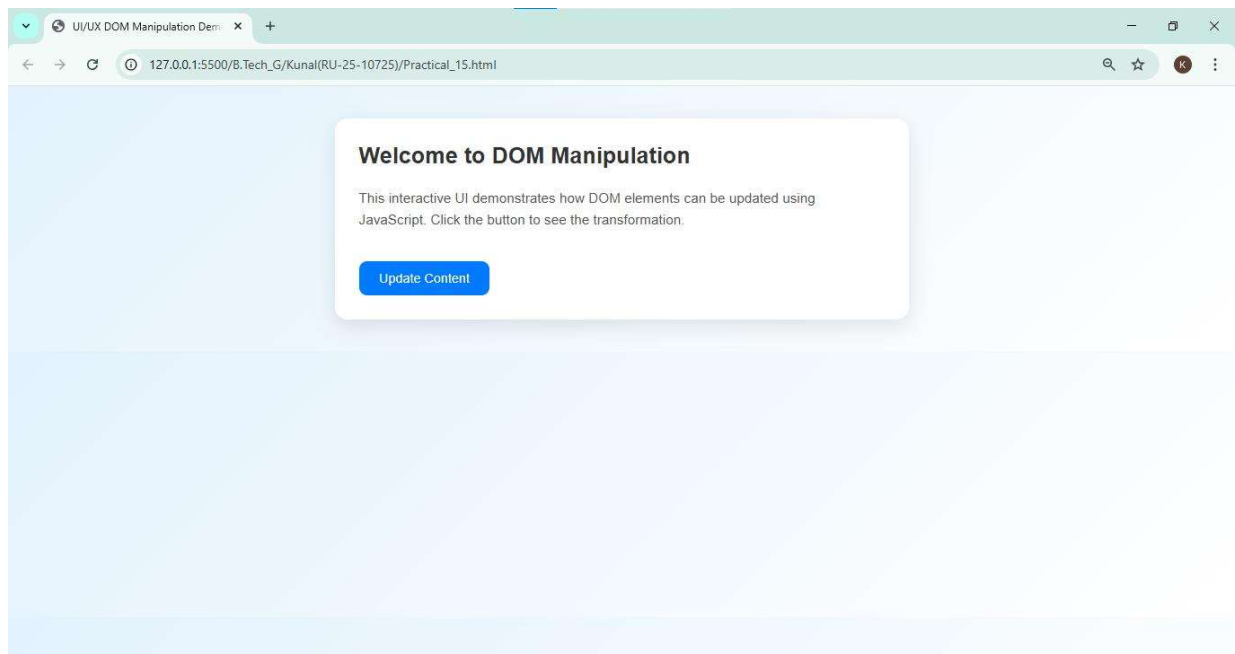 UI/UX DOM Manipulation Dem
127.0.0.1:5500/B.Tech_G/Kunal(RU-25-10725)/Practical_15.html
K
Welcome to DOM Manipulation
This interactive UI demonstrates how DOM elements can be updated using
JavaScript. Click the button to see the transformation.
Update Content